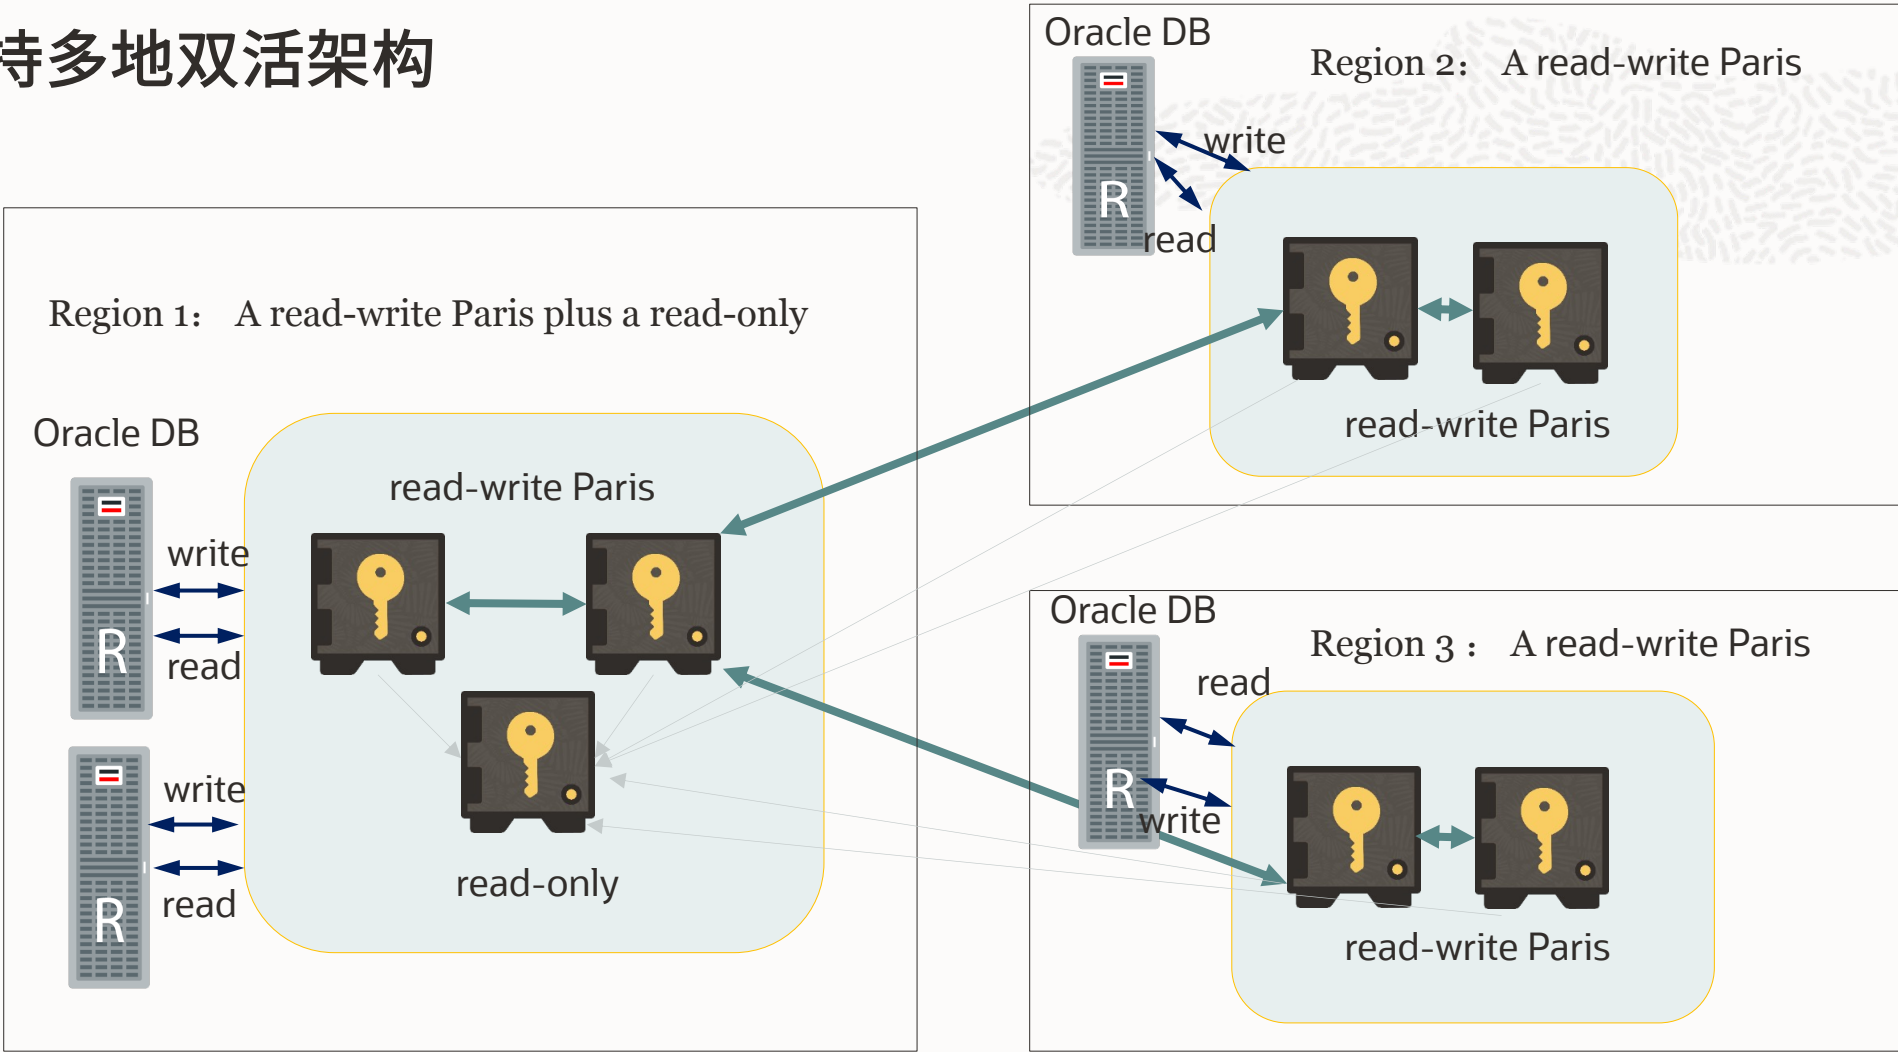 持多地双活架构
Region 1： A read-write Paris plus a read-only
Oracle DB
read-write Paris
write
read
R
write
read
R
read-only
Oracle DB
Region 2： A read-write Paris
write
R
read
read-write Paris
Oracle DB
Region 3： A read-write Paris
read
R
write
read-write Paris